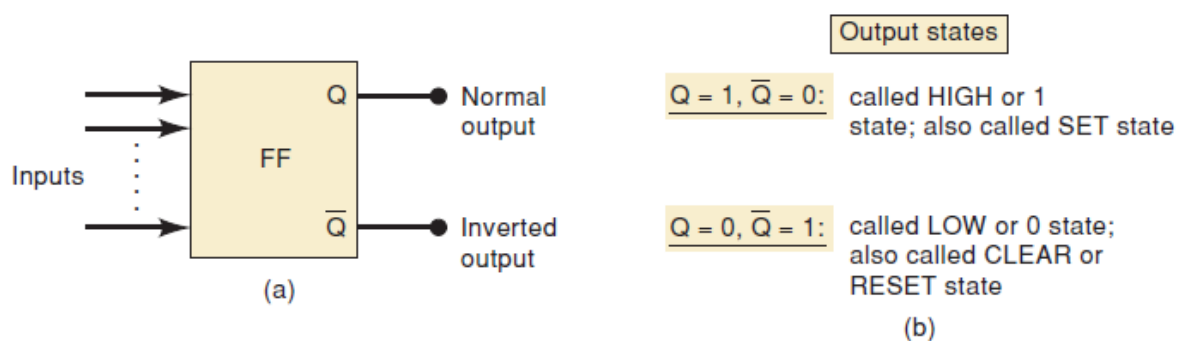 Inputs
FF
Q
Q̅
Normal
output
Inverted
output
(a)
Output states
Q = 1, Q̅ = 0:
called HIGH or 1
state; also called SET state
Q = 0, Q̅ = 1:
called LOW or 0 state;
also called CLEAR or
RESET state
(b)